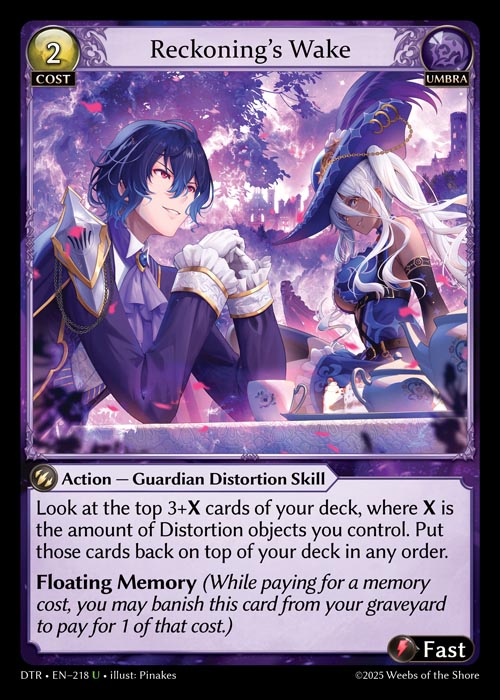 2
Reckoning's Wake
COST
UMBRA
Action — Guardian Distortion Skill
Look at the top 3+X cards of your deck, where X is
the amount of Distortion objects you control. Put
those cards back on top of your deck in any order.
Floating Memory (While paying for a memory
cost, you may banish this card from your graveyard
to pay for 1 of that cost.)
Fast
DTR • EN–218 U • illust: Pinakes
©2025 Weebs of the Shore